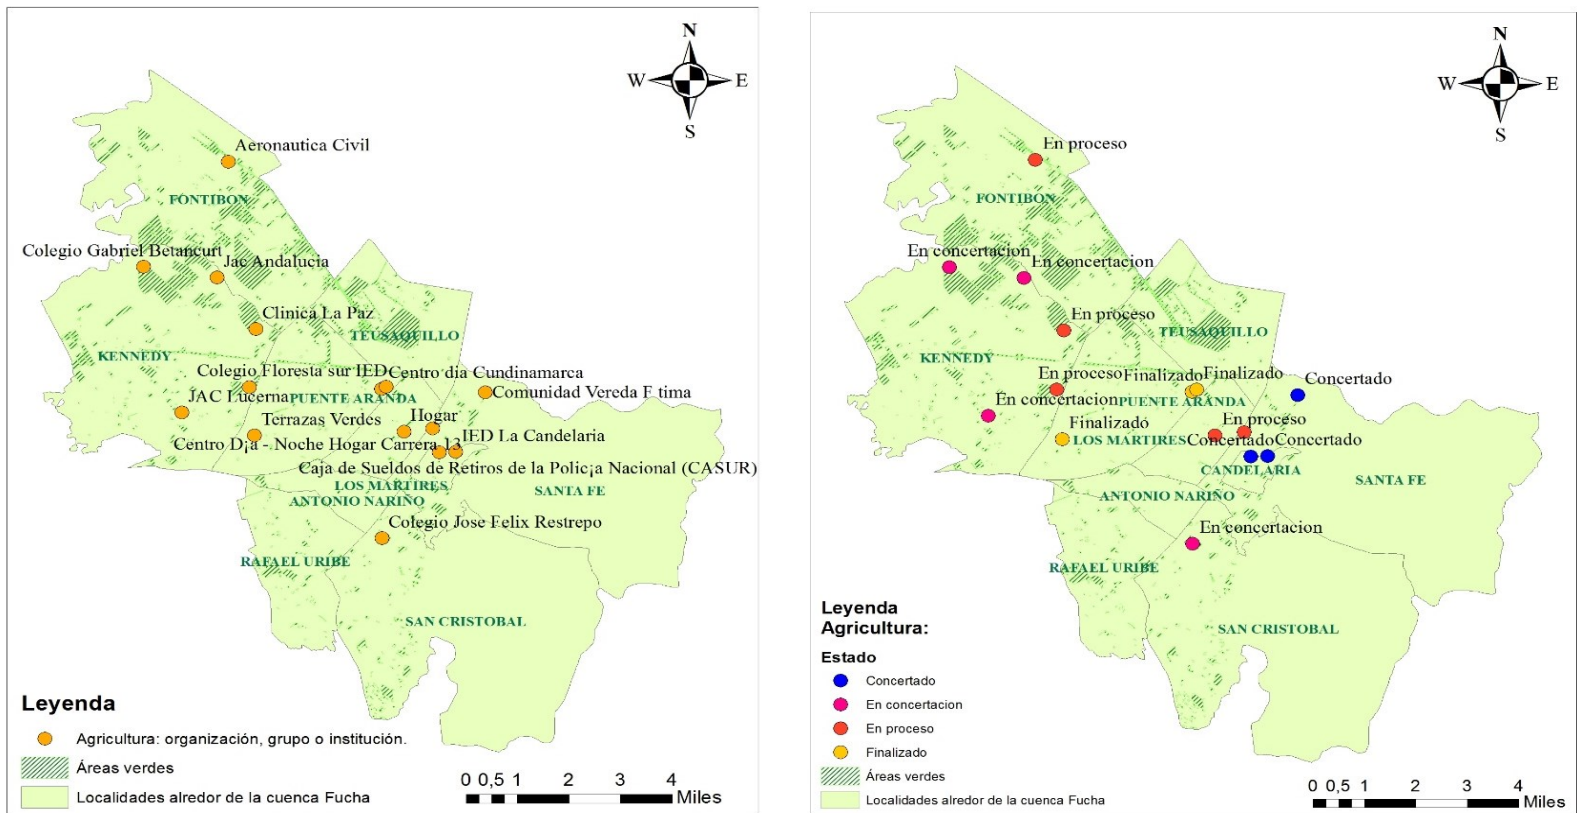 N
W E
S
Aeronautica Civil
FONTIBON
Colegio Gabriel Betancurt
Jac Andalucia
Clinica La Paz
TEUSAQUILLO
KENNEDY
Colegio Floresta sur IED
Centro dia Cundinamarca
Comunidad Vereda F tima
JAC Lucerna
PUENTE ARANDA
Terrazas Verdes
Hogar
Centro D¡a - Noche Hogar Carrera 13
IED La Candelaria
Caja de Sueldos de Retiros de la Polic¡a Nacional (CASUR)
LOS MARTIRES
SANTA FE
ANTONIO NARIÑO
Colegio Jose Felix Restrepo
RAFAEL URIBE
SAN CRISTOBAL
Leyenda
Agricultura: organización, grupo o institución.
Áreas verdes
Localidades alredor de la cuenca Fucha
0 0,5 1 2 3 4
Miles
N
W E
S
En proceso
FONTIBON
En concertacion
En concertacion
En proceso
TEUSAQUILLO
KENNEDY
En proceso
Finalizado
Finalizado
Concertado
En concertacion
PUENTE ARANDA
Finalizado
En proceso
LOS MARTIRES
Concertado
Concertado
CANDELARIA
SANTA FE
ANTONIO NARIÑO
En concertacion
RAFAEL URIBE
SAN CRISTOBAL
Leyenda
Agricultura:
Estado
Concertado
En concertacion
En proceso
Finalizado
Áreas verdes
Localidades alredor de la cuenca Fucha
0 0,5 1 2 3 4
Miles